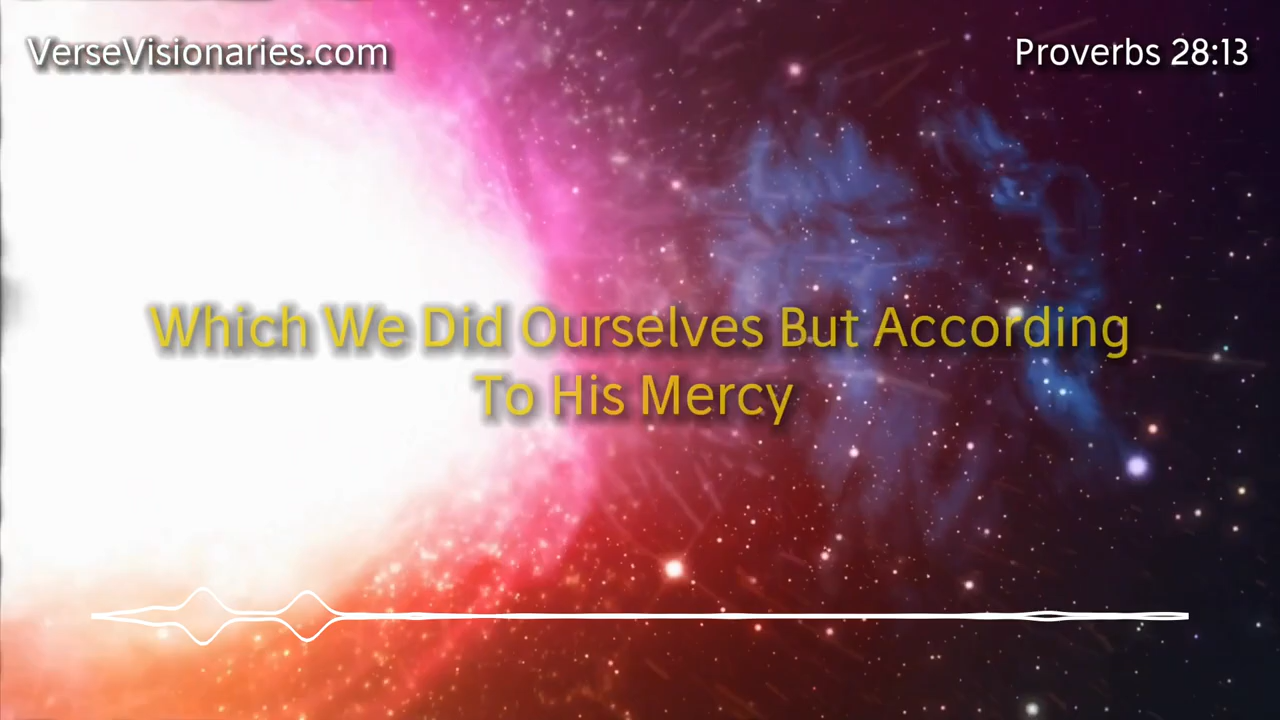 VerseVisionaries.com
Proverbs 28:13
Which We Did Ourselves But According
To His Mercy